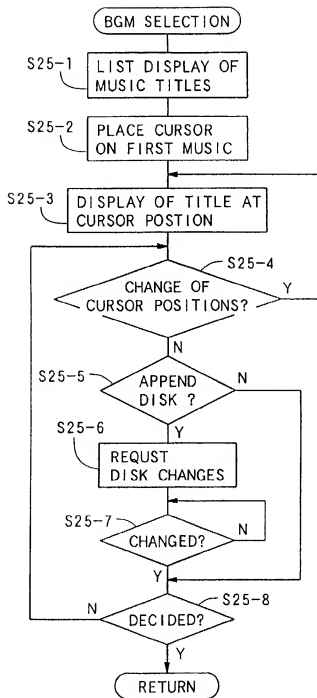 BGM SELECTION
S25-1
LIST DISPLAY OF
MUSIC TITLES
S25-2
PLACE CURSOR
ON FIRST MUSIC
S25-3
DISPLAY OF TITLE AT
CURSOR POSTION
S25-4
CHANGE OF
CURSOR POSITIONS?
Y
N
S25-5
APPEND
DISK ?
N
Y
S25-6
REQUST
DISK CHANGES
S25-7
CHANGED?
N
Y
S25-8
N
DECIDED?
Y
RETURN